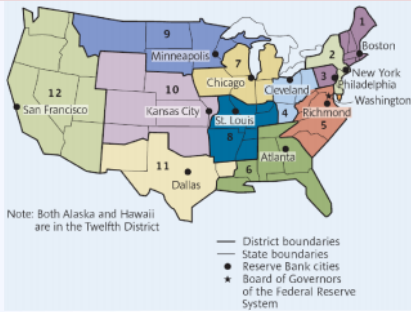 1
9
Boston
Minneapolis
2
7
New York
3
Philadelphia
Chicago
Cleveland
10
Washington
12
San Francisco
Kansas City
St. Louis
4
Richmond
5
8
Atlanta
11
6
Dallas
Note: Both Alaska and Hawaii
are in the Twelfth District
District boundaries
State boundaries
Reserve Bank cities
Board of Governors
of the Federal Reserve
System